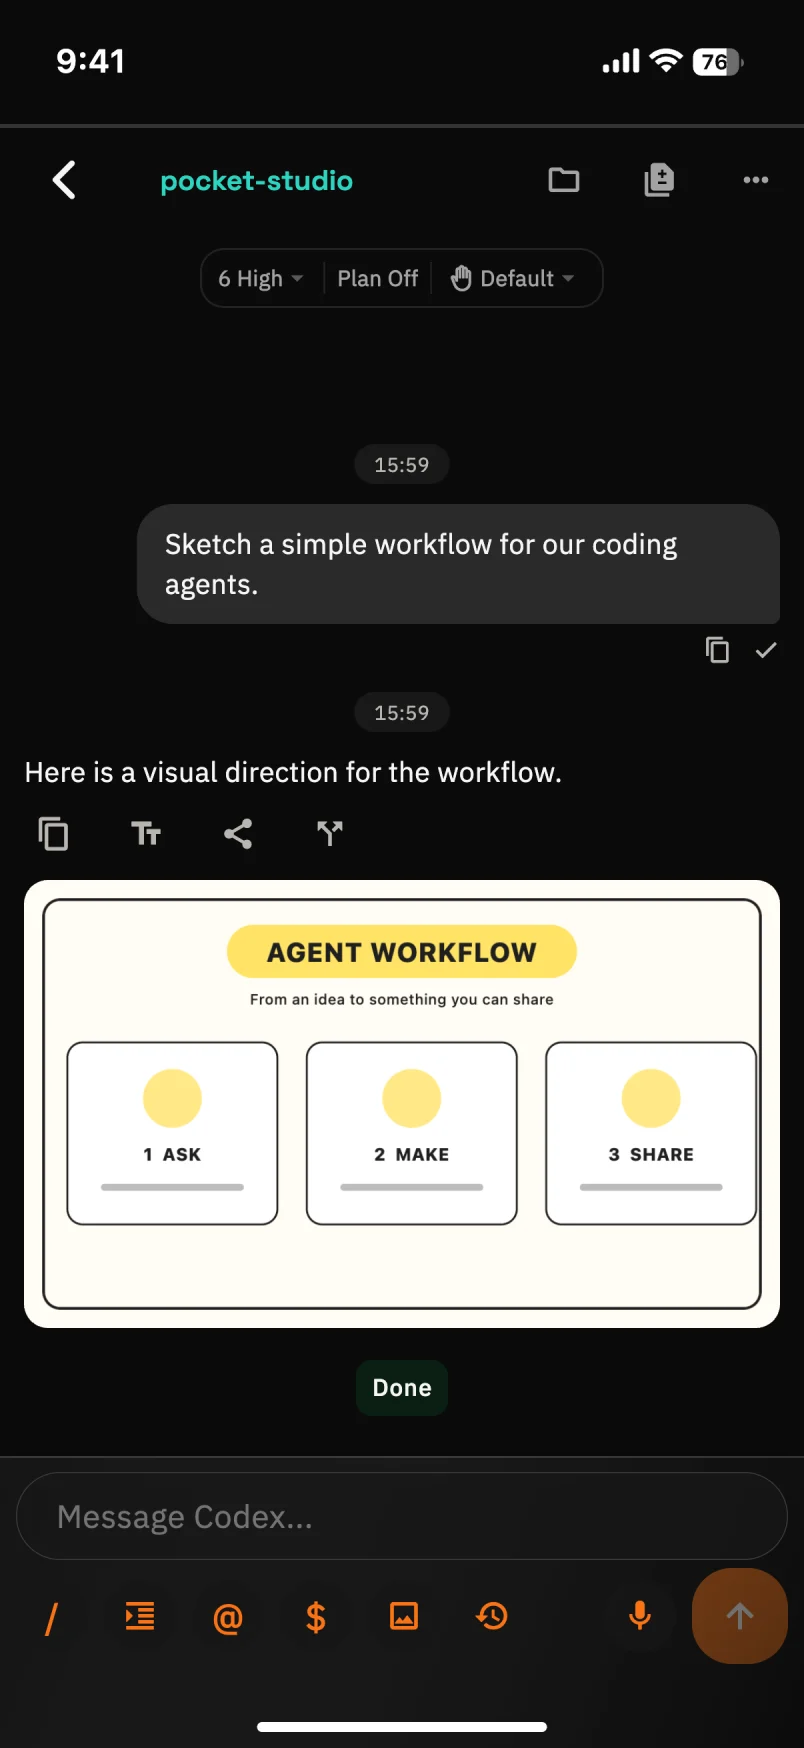 9:41
76
pocket-studio
6 High
Plan Off
Default
15:59
Sketch a simple workflow for our coding
agents.
15:59
Here is a visual direction for the workflow.
AGENT WORKFLOW
From an idea to something you can share
1 ASK
2 MAKE
3 SHARE
Done
Message Codex...
/
@
$